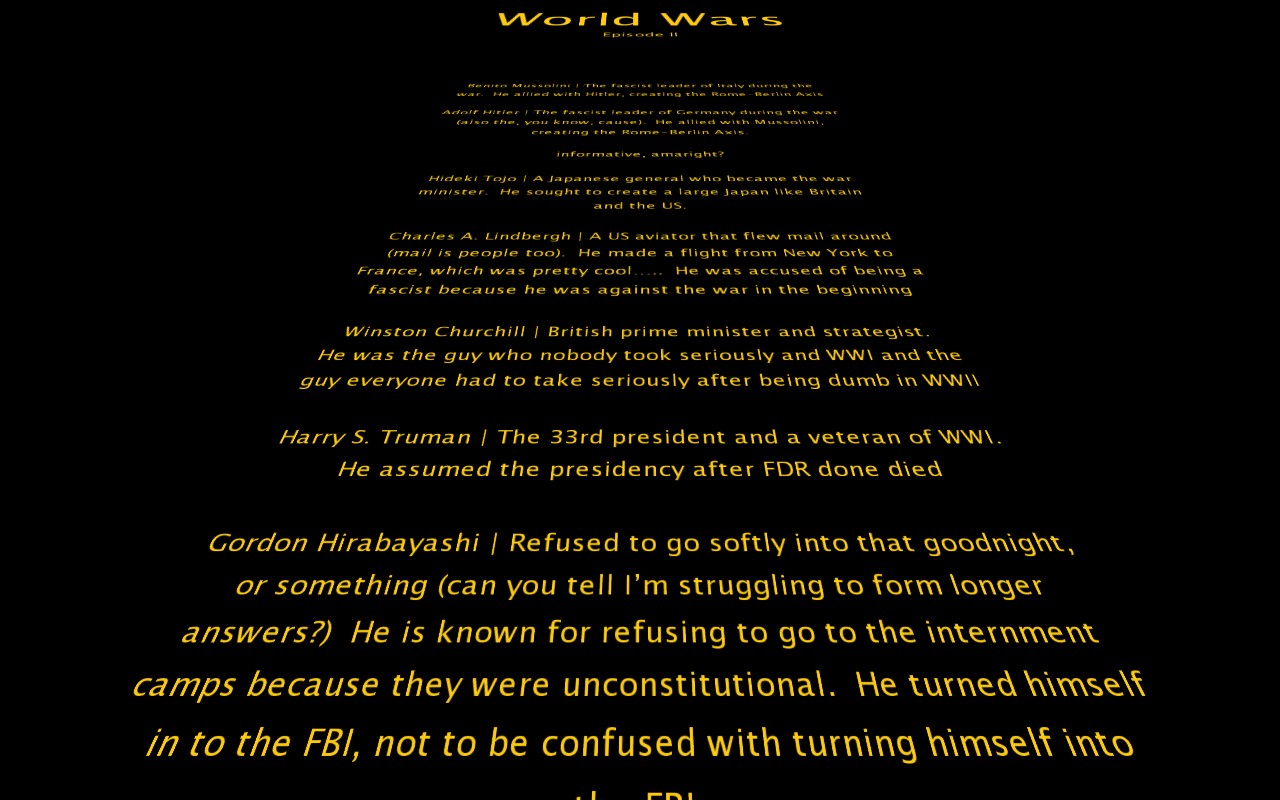 World Wars
Episode II
Benito Mussolini | The fascist leader of Italy during the
war.  He allied with Hitler, creating the Rome-Berlin Axis
Adolf Hitler | The fascist leader of Germany during the war
(also the, you know, cause).  He allied with Mussolini,
creating the Rome-Berlin Axis.
informative, amaright?
Hideki Tojo | A Japanese general who became the war
minister.  He sought to create a large Japan like Britain
and the US.
Charles A. Lindbergh | A US aviator that flew mail around
(mail is people too).  He made a flight from New York to
France, which was pretty cool.....  He was accused of being a
fascist because he was against the war in the beginning
Winston Churchill | British prime minister and strategist.
He was the guy who nobody took seriously and WWI and the
guy everyone had to take seriously after being dumb in WWII
Harry S. Truman | The 33rd president and a veteran of WWI.
He assumed the presidency after FDR done died
Gordon Hirabayashi | Refused to go softly into that goodnight,
or something (can you tell I’m struggling to form longer
answers?)  He is known for refusing to go to the internment
camps because they were unconstitutional.  He turned himself
in to the FBI, not to be confused with turning himself into